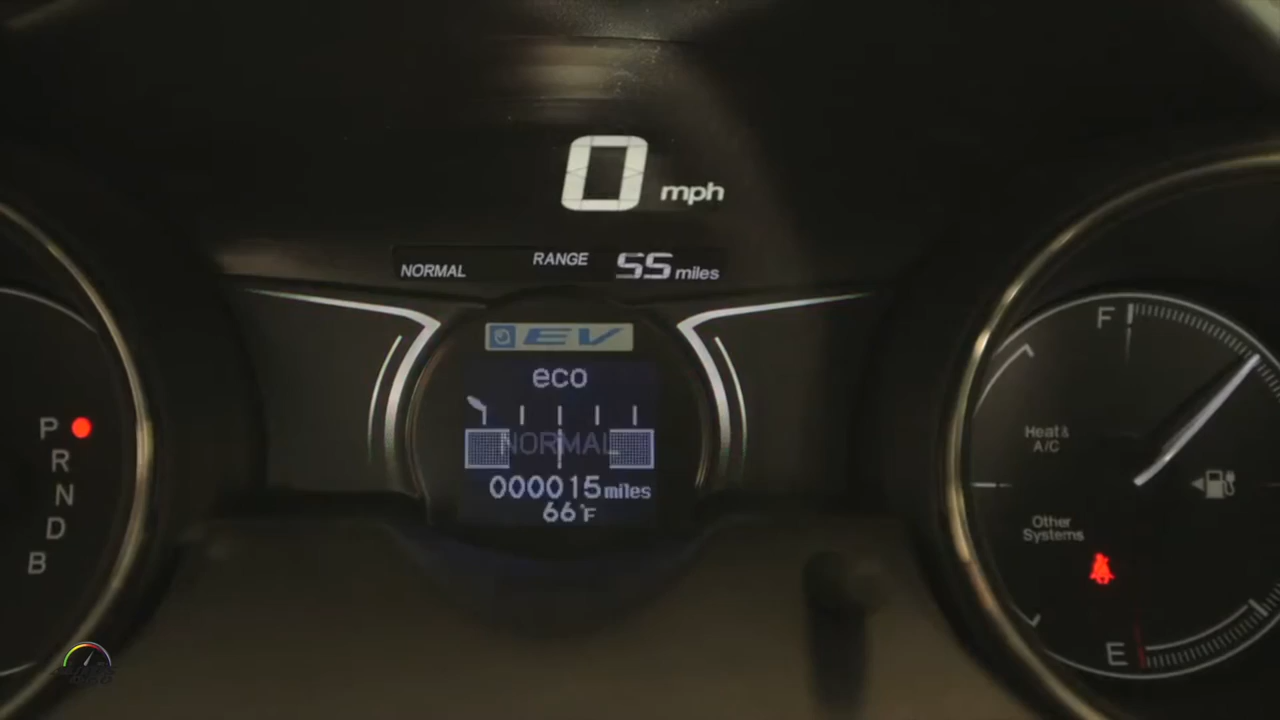 0 mph
NORMAL RANGE 55 miles
EV
eco
NORMAL
000015 miles
66°F
P
R
N
D
B
F
Heat &
A/C
Other
Systems
E